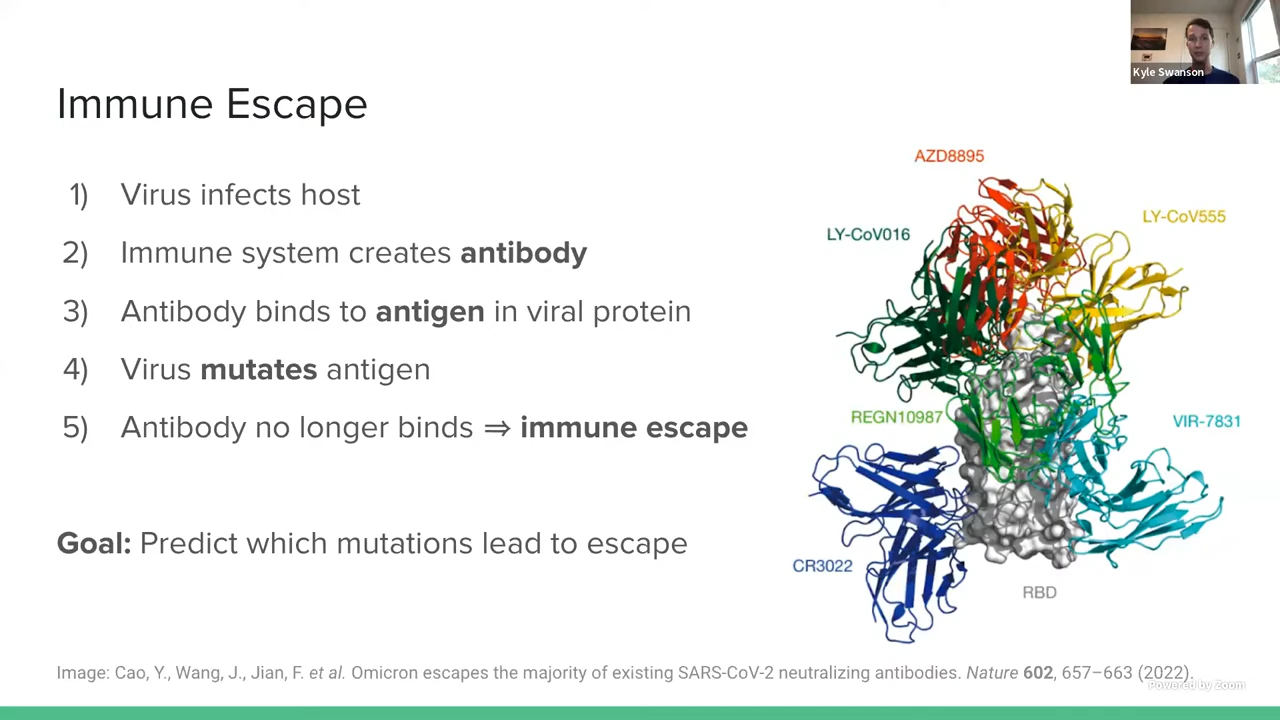 Kyle Swanson
Immune Escape
1) Virus infects host
2) Immune system creates antibody
3) Antibody binds to antigen in viral protein
4) Virus mutates antigen
5) Antibody no longer binds ⇒ immune escape
Goal: Predict which mutations lead to escape
AZD8895
LY-CoV555
LY-CoV016
REGN10987
VIR-7831
CR3022
RBD
Image: Cao, Y., Wang, J., Jian, F. et al. Omicron escapes the majority of existing SARS-CoV-2 neutralizing antibodies. Nature 602, 657–663 (2022).
Powered by Zoom